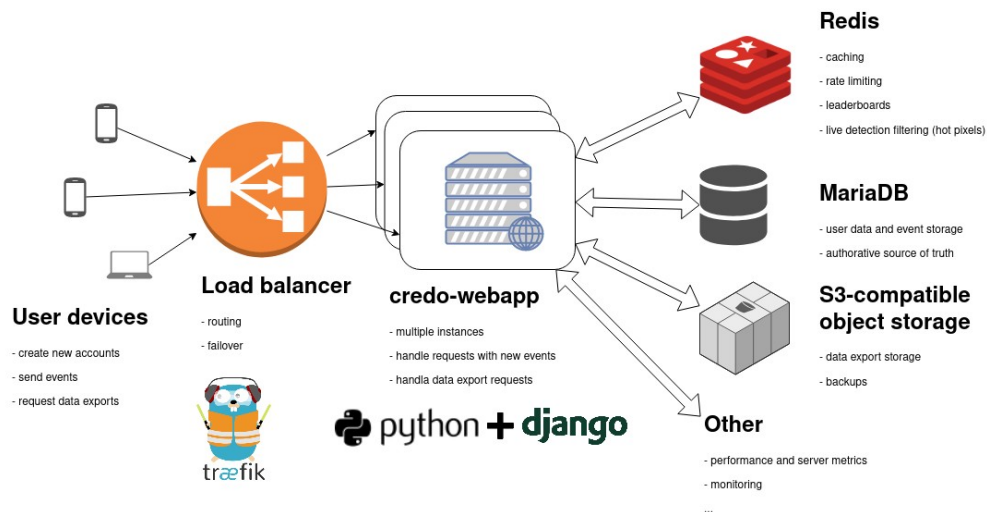 User devices
- create new accounts
- send events
- request data exports
Load balancer
- routing
- failover
træfik
credo-webapp
- multiple instances
- handle requests with new events
- handla data export requests
python + django
Redis
- caching
- rate limiting
- leaderboards
- live detection filtering (hot pixels)
MariaDB
- user data and event storage
- authorative source of truth
S3-compatible
object storage
- data export storage
- backups
Other
- performance and server metrics
- monitoring
...